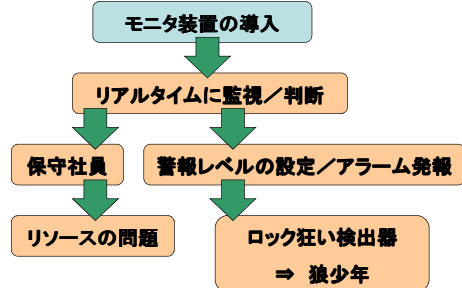 モニタ装置の導入
リアルタイムに監視／判断
保守社員
警報レベルの設定／アラーム発報
リソースの問題
ロック狂い検出器
⇒ 狼少年